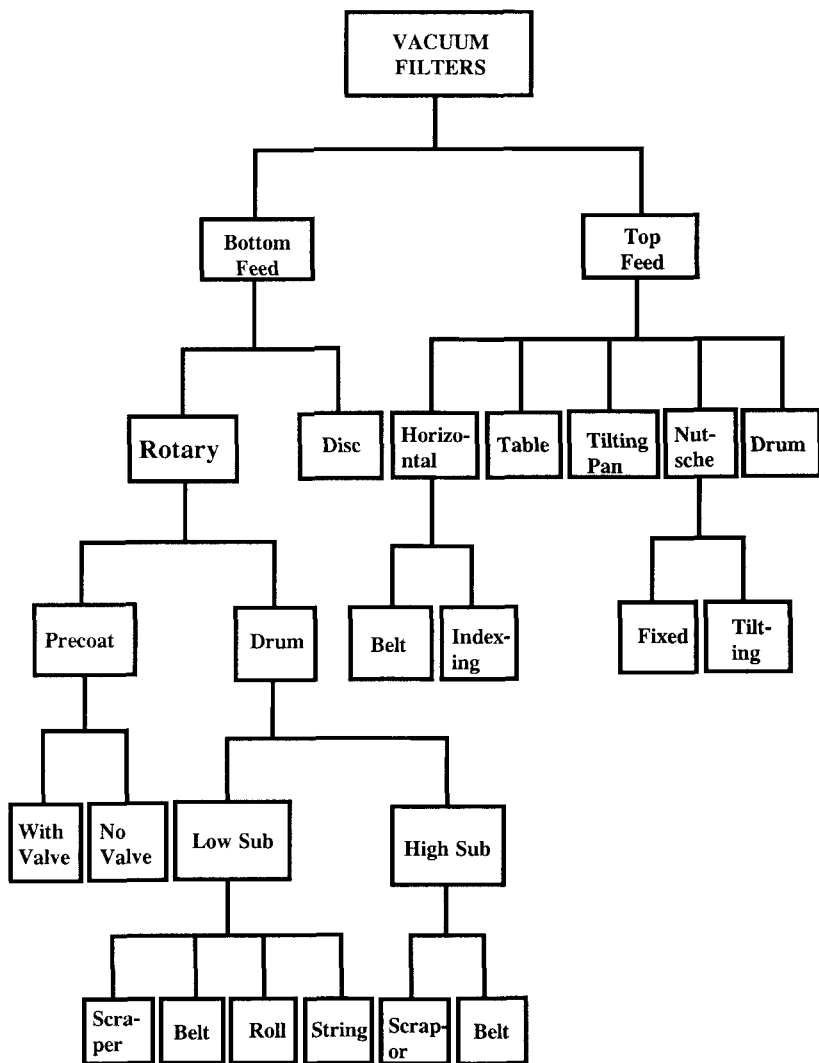 VACUUM
FILTERS
Bottom
Feed
Top
Feed
Rotary
Disc
Horizo-
ntal
Table
Tilting
Pan
Nut-
sche
Drum
Precoat
Drum
Belt
Index-
ing
Fixed
Tilt-
ing
With
Valve
No
Valve
Low Sub
High Sub
Scra-
per
Belt
Roll
String
Scrap-
or
Belt